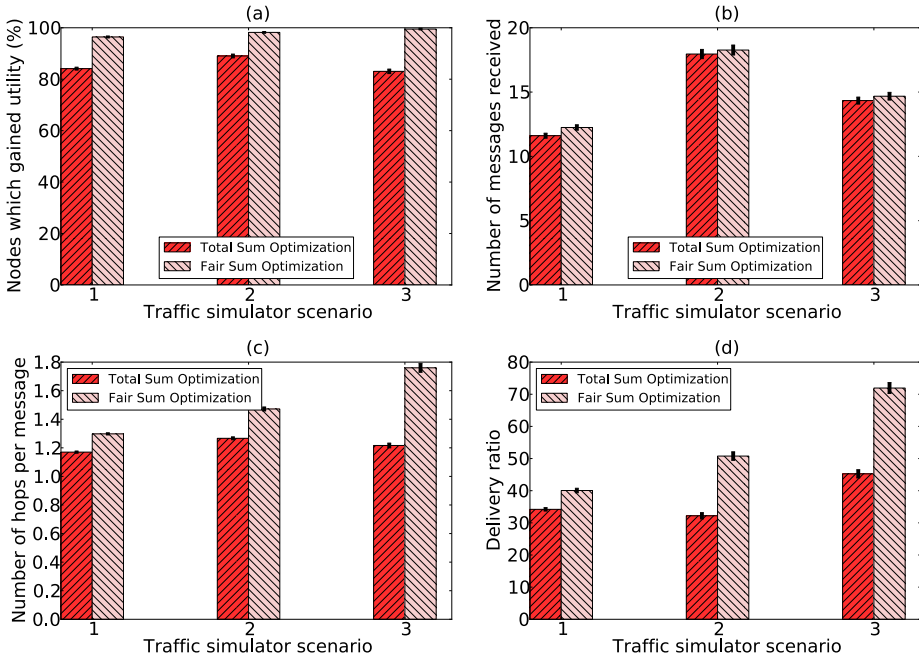 (a)
Nodes which gained utility (%)
100
80
60
40
20
0
Total Sum Optimization
Fair Sum Optimization
1 2 3
Traffic simulator scenario
(b)
Number of messages received
20
15
10
5
0
Total Sum Optimization
Fair Sum Optimization
1 2 3
Traffic simulator scenario
(c)
Number of hops per message
1.8
1.6
1.4
1.2
1.0
0.8
0.6
0.4
0.2
0.0
Total Sum Optimization
Fair Sum Optimization
1 2 3
Traffic simulator scenario
(d)
Delivery ratio
80
70
60
50
40
30
20
10
0
Total Sum Optimization
Fair Sum Optimization
1 2 3
Traffic simulator scenario